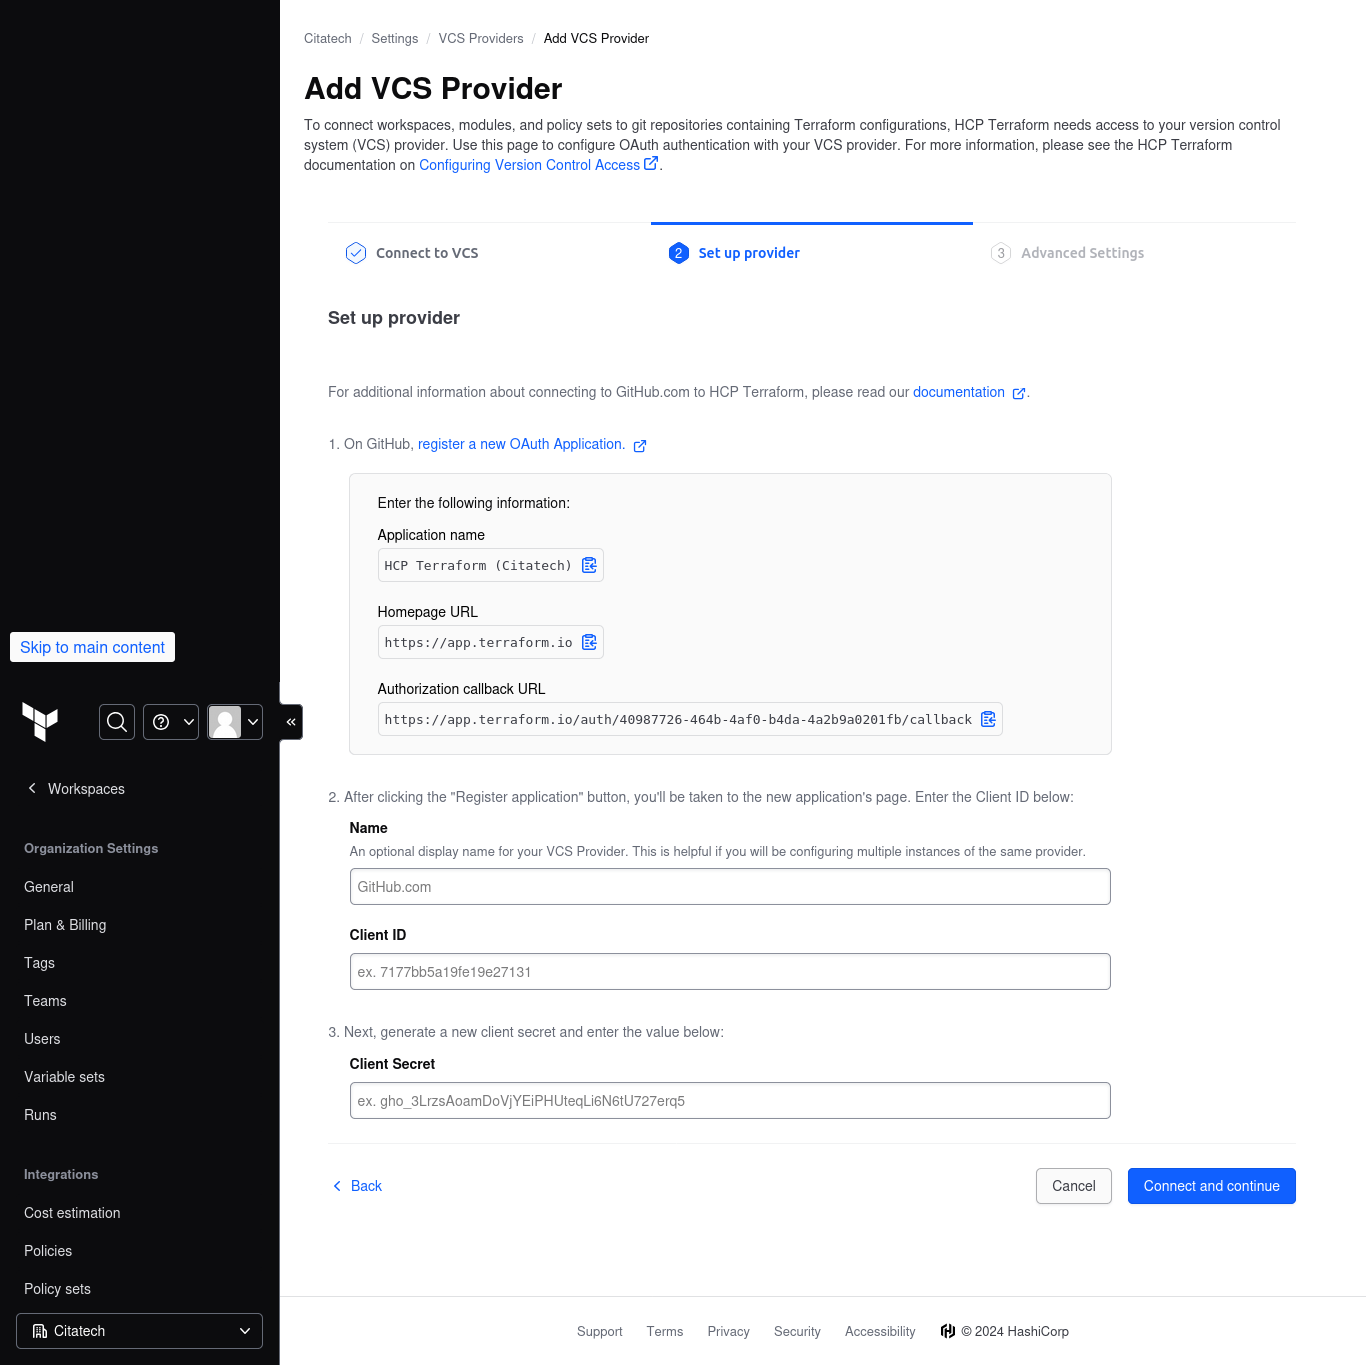 Skip to main content
Workspaces
Organization Settings
General
Plan & Billing
Tags
Teams
Users
Variable sets
Runs
Integrations
Cost estimation
Policies
Policy sets
Citatech
Citatech / Settings / VCS Providers / Add VCS Provider
Add VCS Provider
To connect workspaces, modules, and policy sets to git repositories containing Terraform configurations, HCP Terraform needs access to your version control
system (VCS) provider. Use this page to configure OAuth authentication with your VCS provider. For more information, please see the HCP Terraform
documentation on Configuring Version Control Access.
Connect to VCS
2 Set up provider
3 Advanced Settings
Set up provider
For additional information about connecting to GitHub.com to HCP Terraform, please read our documentation .
1. On GitHub, register a new OAuth Application.
Enter the following information:
Application name
HCP Terraform (Citatech)
Homepage URL
https://app.terraform.io
Authorization callback URL
https://app.terraform.io/auth/40987726-464b-4af0-b4da-4a2b9a0201fb/callback
2. After clicking the "Register application" button, you'll be taken to the new application's page. Enter the Client ID below:
Name
An optional display name for your VCS Provider. This is helpful if you will be configuring multiple instances of the same provider.
GitHub.com
Client ID
ex. 7177bb5a19fe19e27131
3. Next, generate a new client secret and enter the value below:
Client Secret
ex. gho_3LrzsAoamDoVjYEiPHUteqLi6N6tU727erq5
Back
Cancel
Connect and continue
Support Terms Privacy Security Accessibility © 2024 HashiCorp